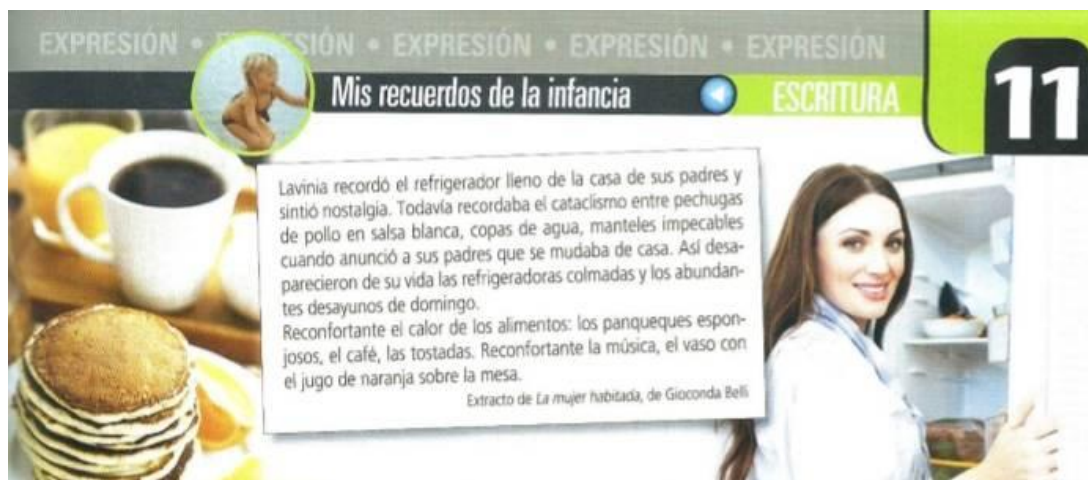 EXPRESIÓN • EXPRESIÓN • EXPRESIÓN • EXPRESIÓN • EXPRESIÓN
Mis recuerdos de la infancia
ESCRITURA
11
Lavinia recordó el refrigerador lleno de la casa de sus padres y
sintió nostalgia. Todavía recordaba el cataclismo entre pechugas
de pollo en salsa blanca, copas de agua, manteles impecables
cuando anunció a sus padres que se mudaba de casa. Así desa-
parecieron de su vida las refrigeradoras colmadas y los abundan-
tes desayunos de domingo.
Reconfortante el calor de los alimentos: los panqueques espon-
josos, el café, las tostadas. Reconfortante la música, el vaso con
el jugo de naranja sobre la mesa.
Extracto de La mujer habitada, de Gioconda Belli